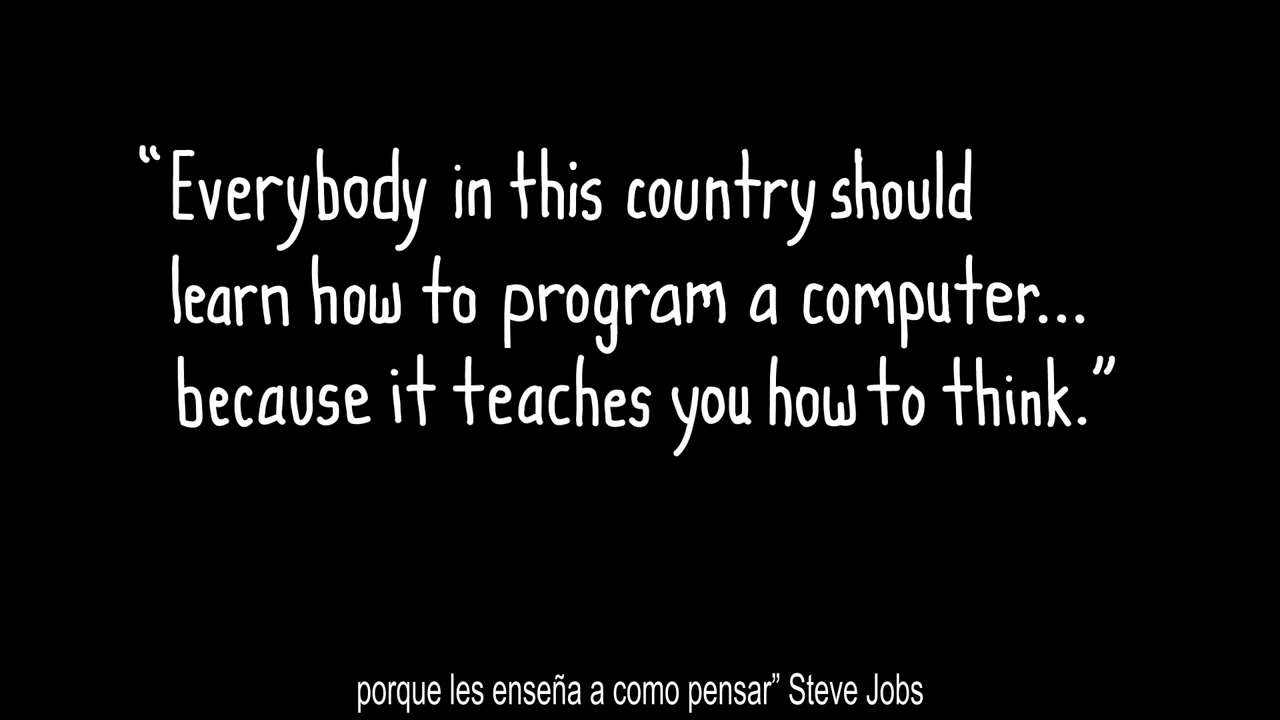 “Everybody in this country should
learn how to program a computer...
because it teaches you how to think.”
porque les enseña a como pensar” Steve Jobs